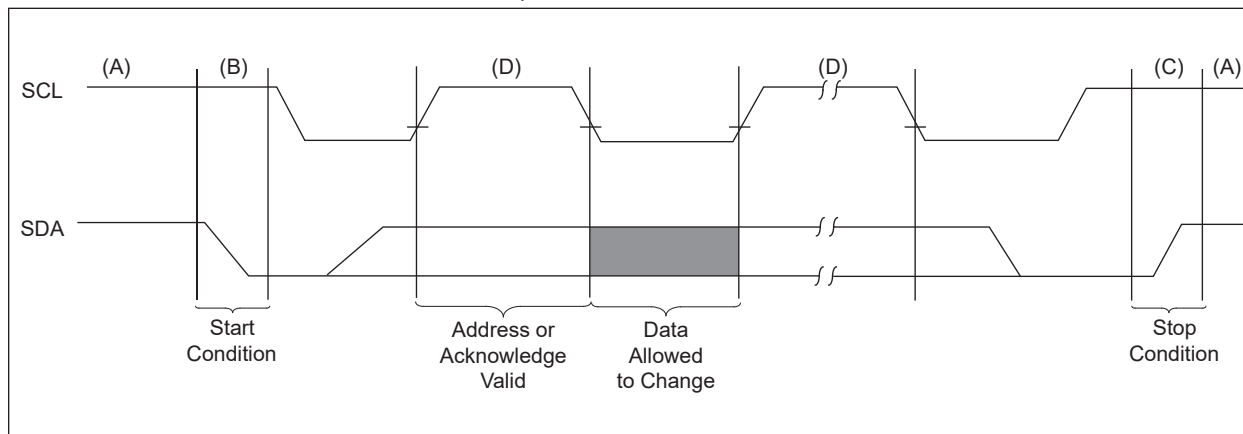 (A) (B) (D) (D) (C) (A)
SCL
SDA
Start
Condition
Address or
Acknowledge
Valid
Data
Allowed
to Change
Stop
Condition